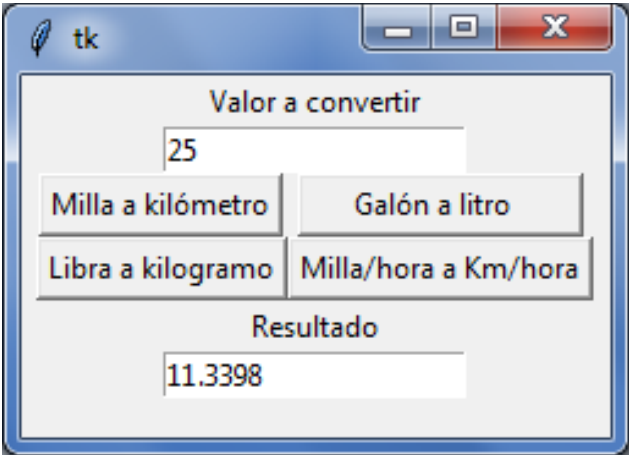 tk
Valor a convertir
25
Milla a kilómetro Galón a litro
Libra a kilogramo Milla/hora a Km/hora
Resultado
11.3398